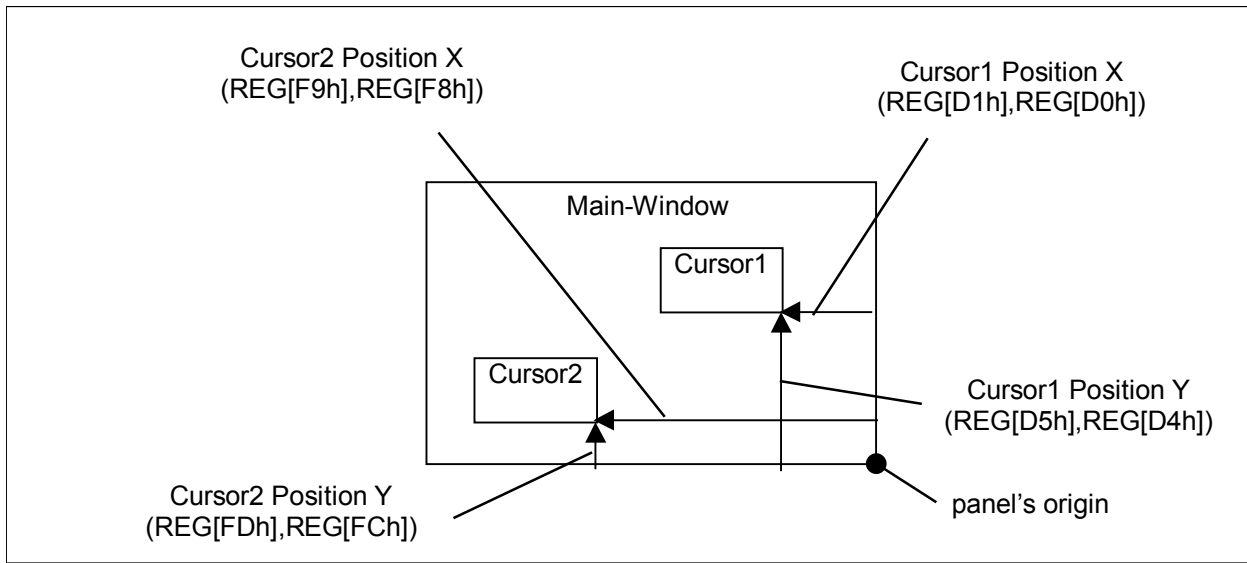 Cursor2 Position X
(REG[F9h],REG[F8h])
Cursor1 Position X
(REG[D1h],REG[D0h])
Main-Window
Cursor1
Cursor2
Cursor1 Position Y
(REG[D5h],REG[D4h])
Cursor2 Position Y
(REG[FDh],REG[FCh])
panel’s origin